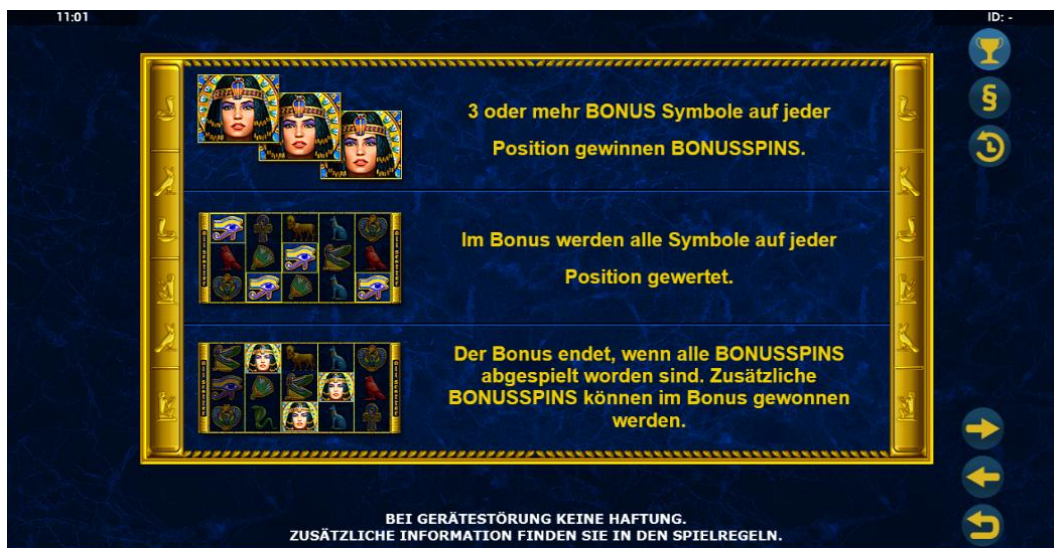 11:01
ID: -
§
3 oder mehr BONUS Symbole auf jeder
Position gewinnen BONUSSPINS.
Im Bonus werden alle Symbole auf jeder
Position gewertet.
Der Bonus endet, wenn alle BONUSSPINS
abgespielt worden sind. Zusätzliche
BONUSSPINS können im Bonus gewonnen
werden.
BEI GERÄTESTÖRUNG KEINE HAFTUNG.
ZUSÄTZLICHE INFORMATION FINDEN SIE IN DEN SPIELREGELN.